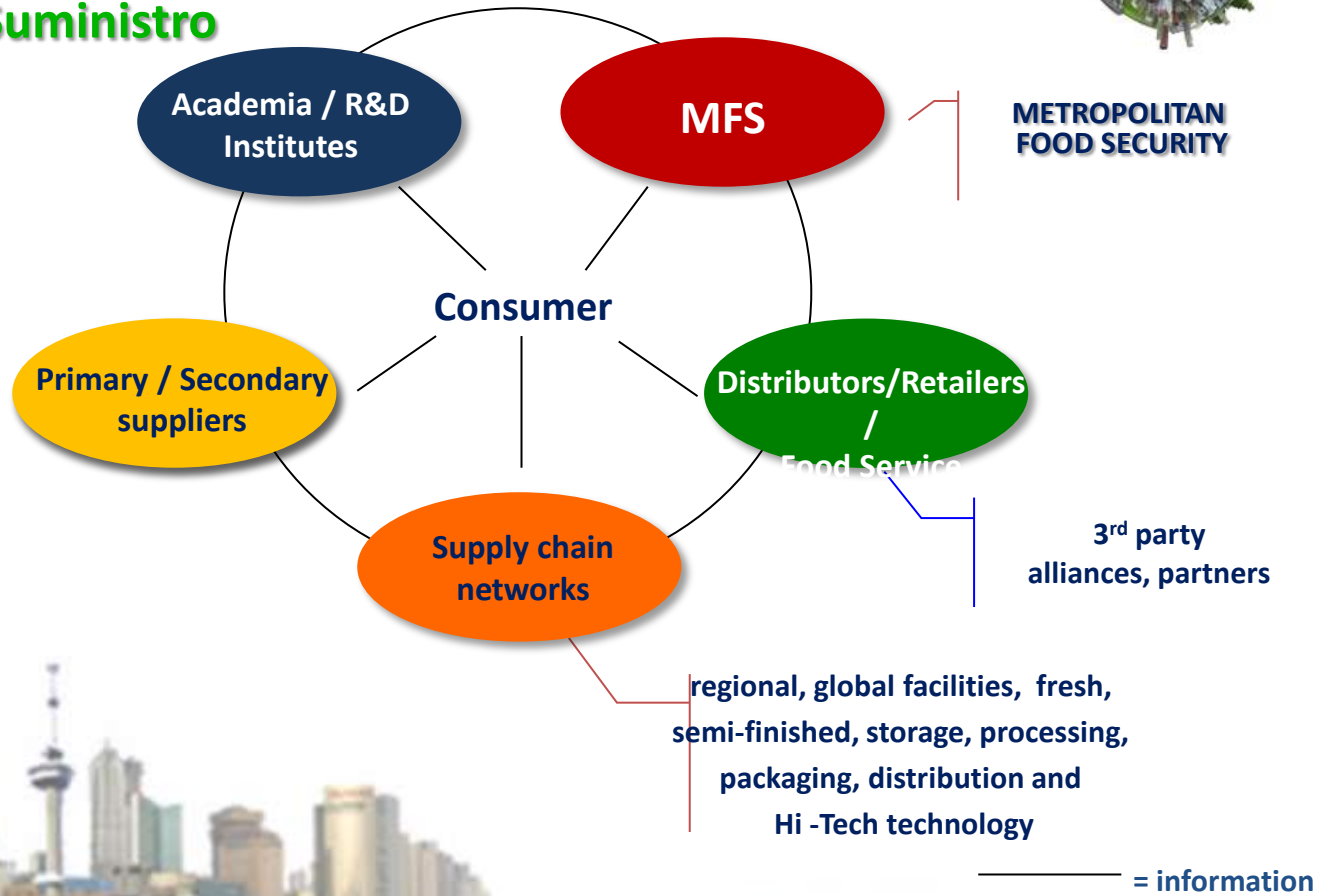 Suministro
Academia / R&D
Institutes
MFS
METROPOLITAN
FOOD SECURITY
Consumer
Primary / Secondary
suppliers
Distributors/Retailers
/
Food Service
Supply chain
networks
3rd party
alliances, partners
regional, global facilities, fresh,
semi-finished, storage, processing,
packaging, distribution and
Hi -Tech technology
= information